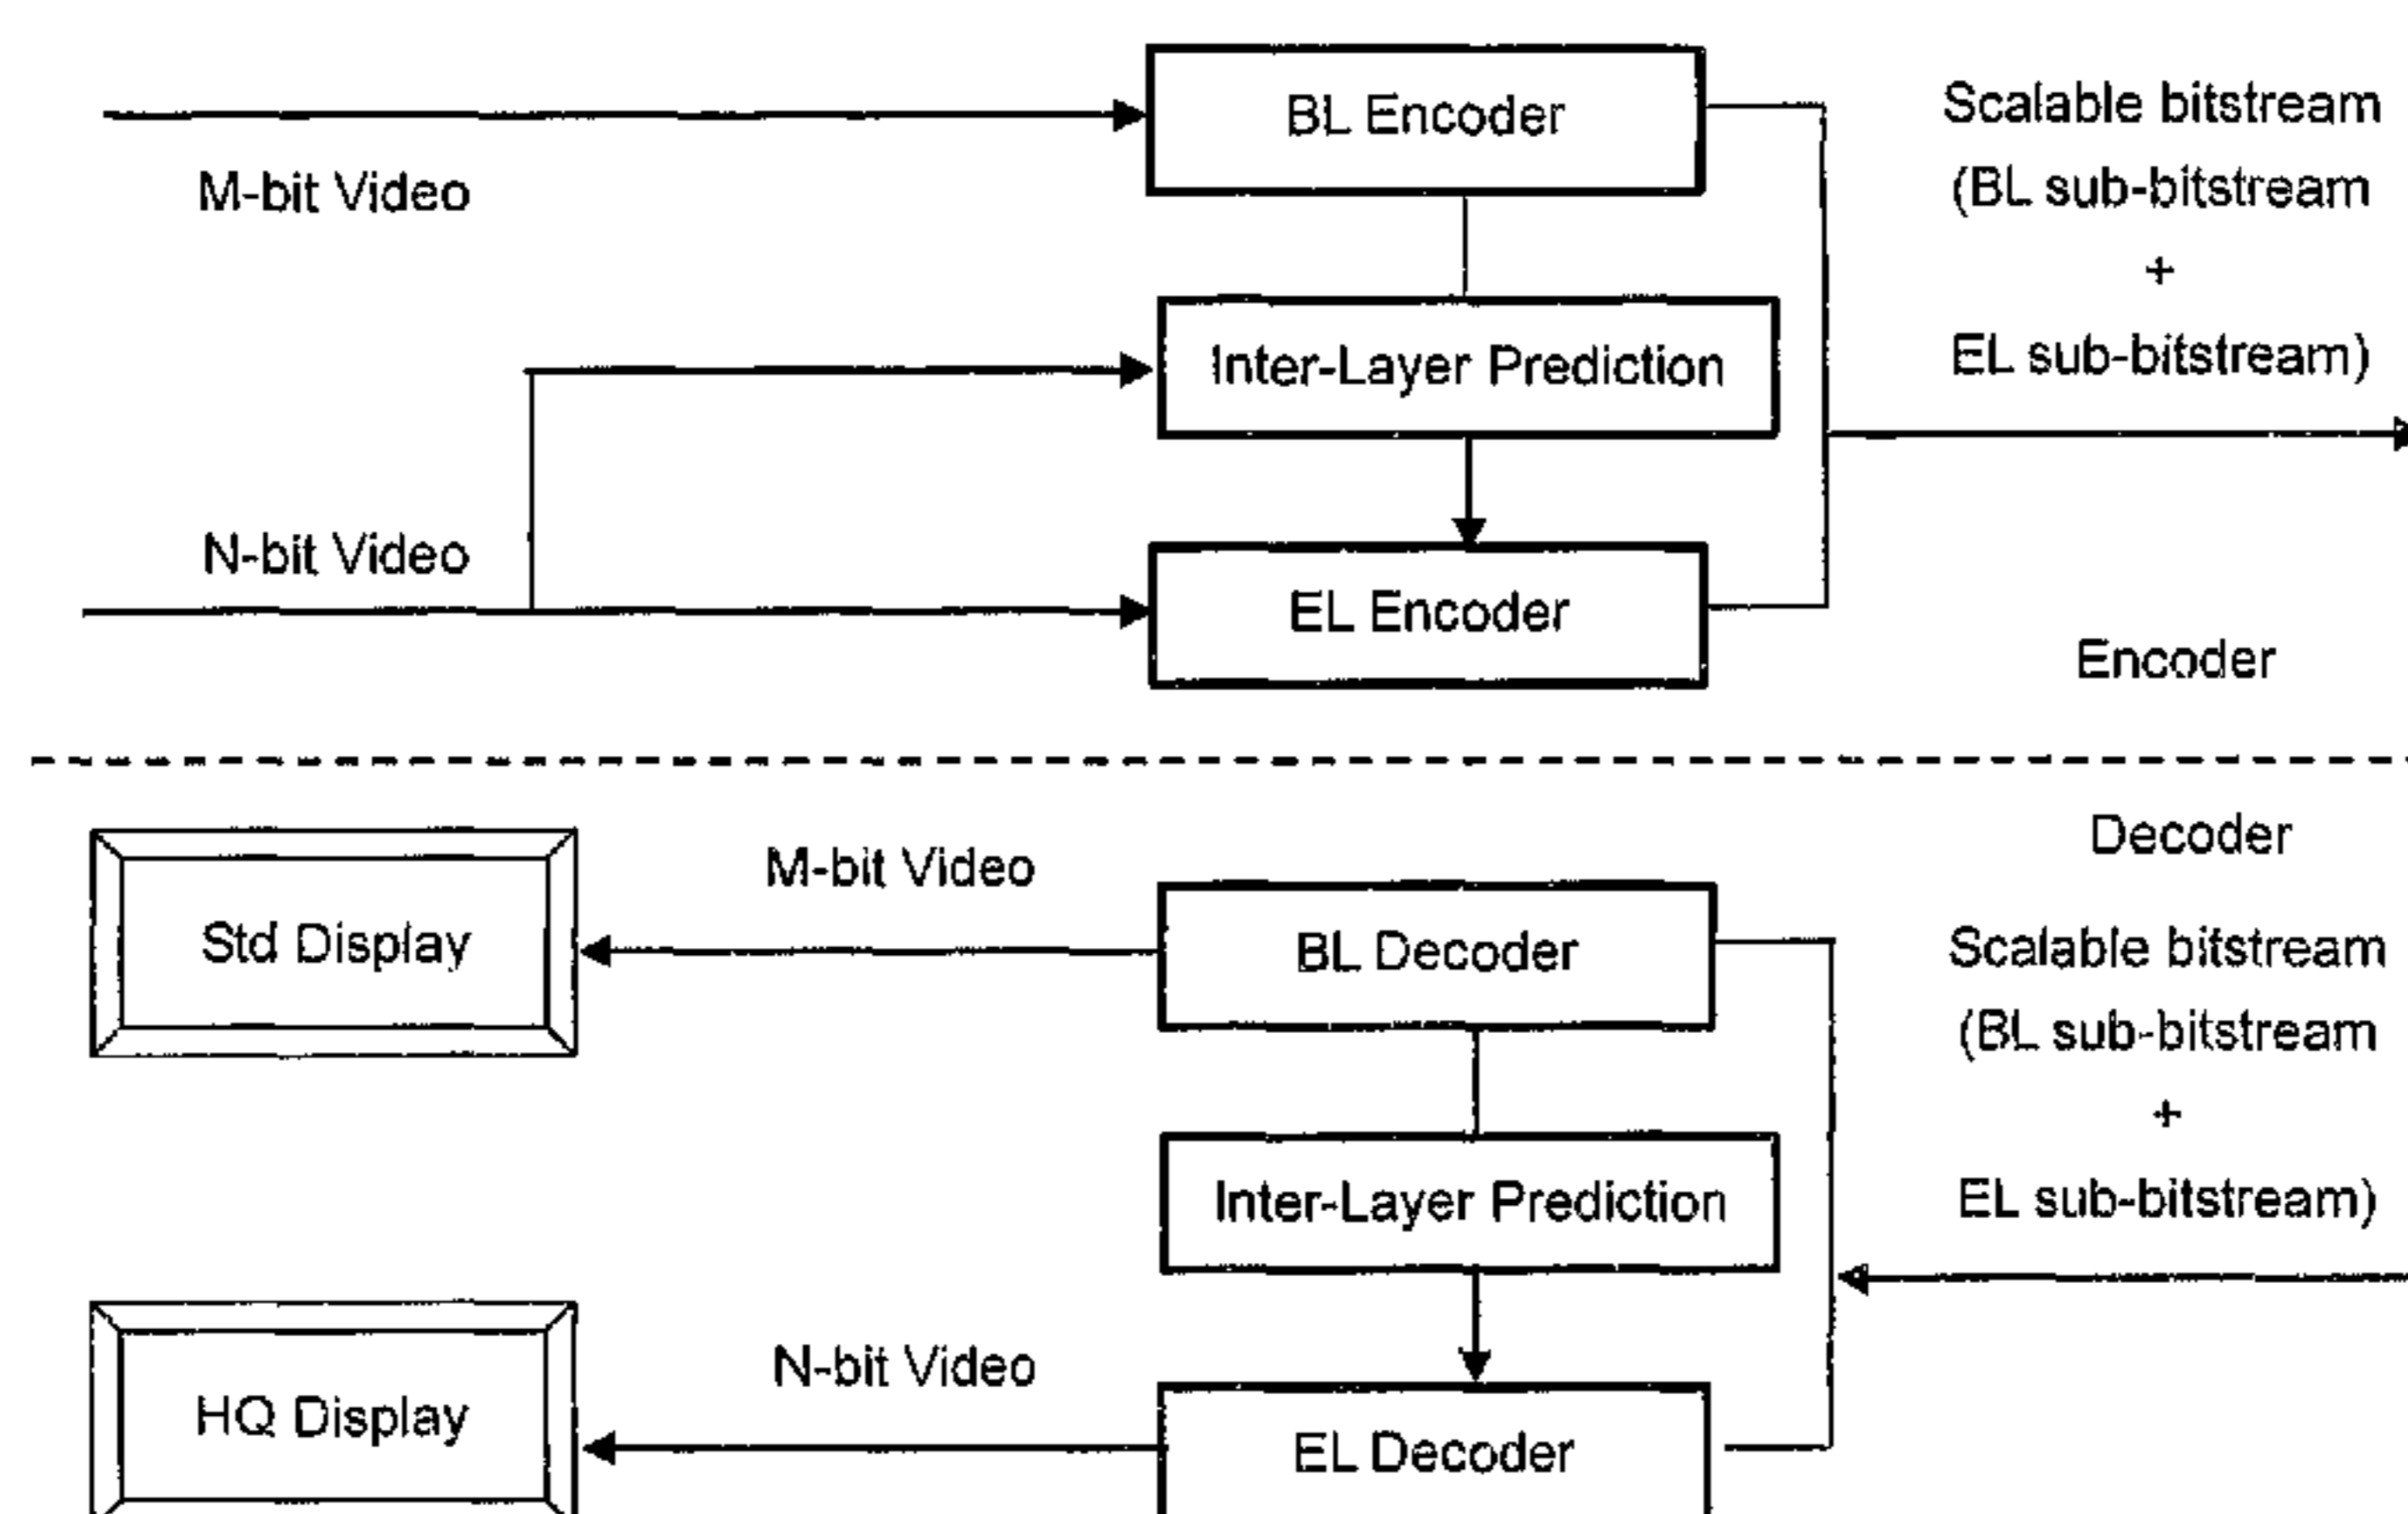 BL Encoder
M-bit Video
Scalable bitstream
(BL sub-bitstream
+
EL sub-bitstream)
Inter-Layer Prediction
N-bit Video
EL Encoder
Encoder
Decoder
M-bit Video
Std Display
BL Decoder
Scalable bitstream
(BL sub-bitstream
+
EL sub-bitstream)
Inter-Layer Prediction
N-bit Video
HQ Display
EL Decoder